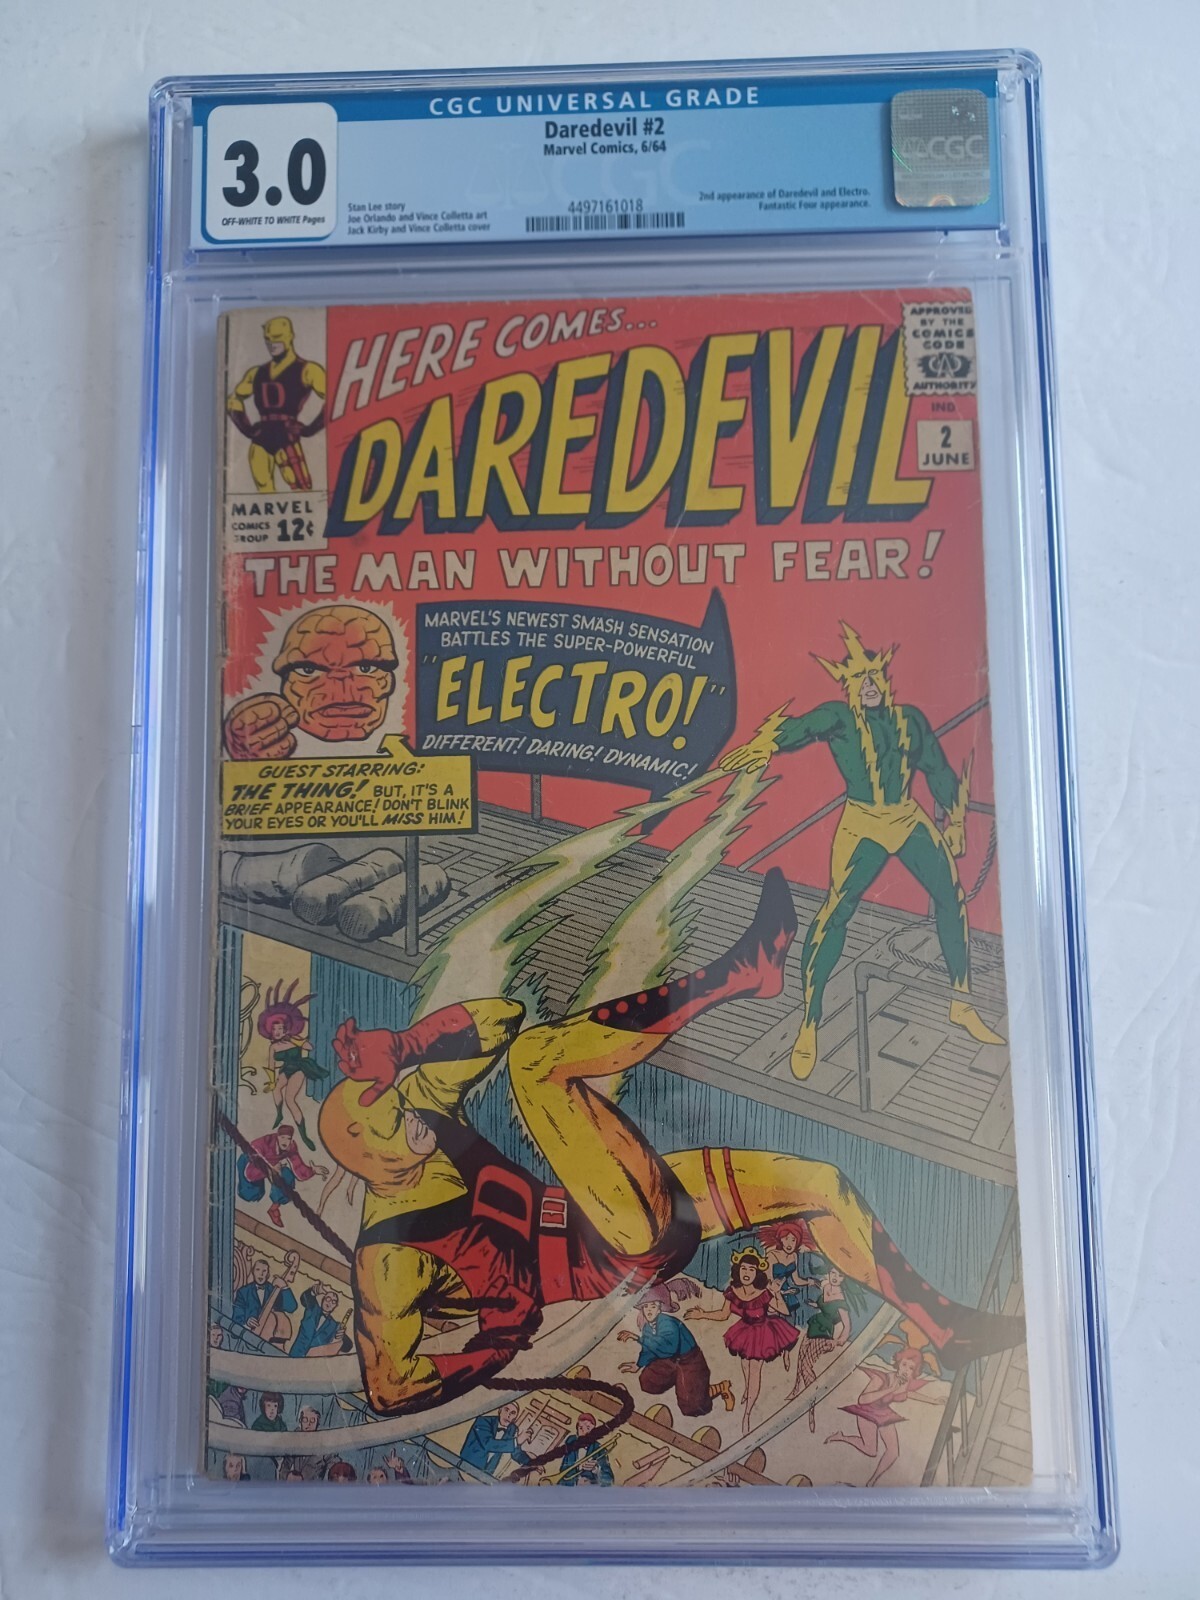 CGC UNIVERSAL GRADE
3.0
OFF-WHITE TO WHITE Pages
Daredevil #2
Marvel Comics, 6/64
Stan Lee story
Joe Orlando and Vince Colletta art
Jack Kirby and Vince Colletta cover
4497161018
2nd appearance of Daredevil and Electro.
Fantastic Four appearance.
CGC
CGC
HERE COMES...
DAREDEVIL
THE MAN WITHOUT FEAR!
D
MARVEL
COMICS
GROUP 12¢
APPROVED
BY THE
COMICS
CODE
CA
AUTHORITY
IND
2
JUNE
MARVEL'S NEWEST SMASH SENSATION
BATTLES THE SUPER-POWERFUL
"ELECTRO!"
DIFFERENT! DARING! DYNAMIC!
GUEST STARRING:
THE THING! BUT, IT'S A
BRIEF APPEARANCE! DON'T BLINK
YOUR EYES OR YOU'LL MISS HIM!
D